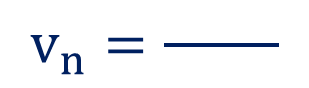 vₙ = ——